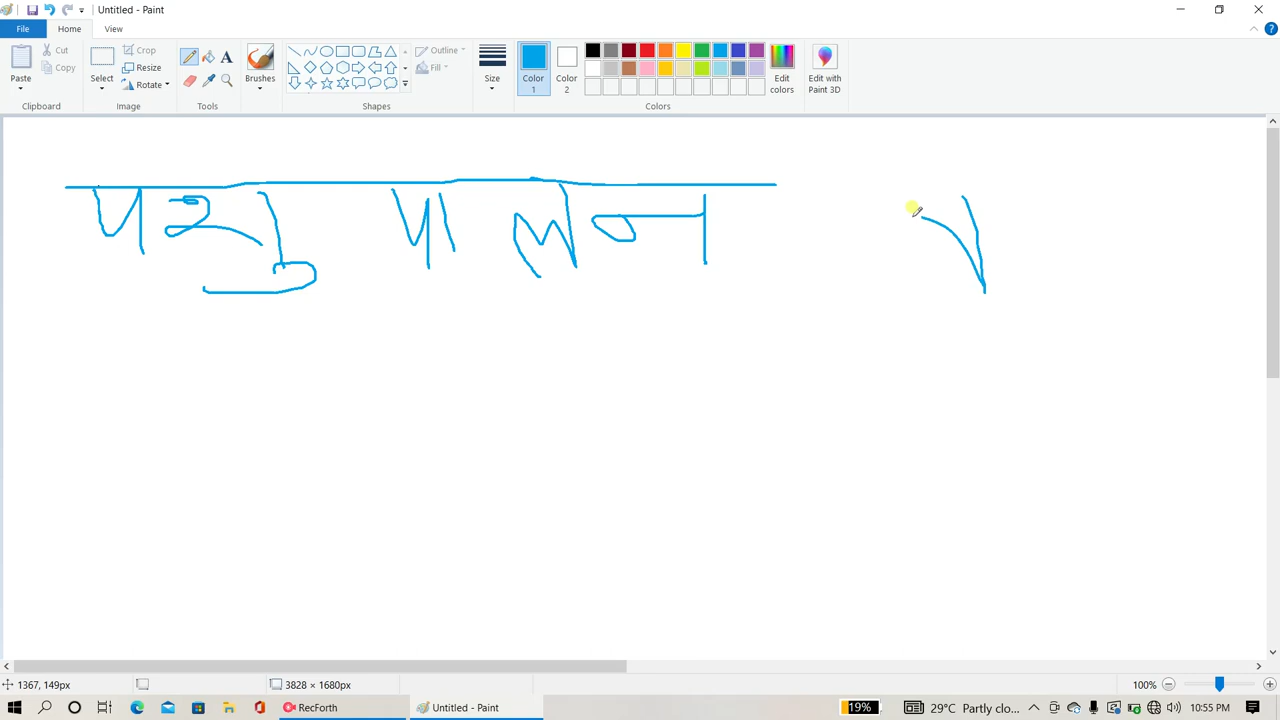 Untitled - Paint
File Home View
Paste Cut Copy Select Crop Resize Rotate Brushes Outline Fill Size Color 1 Color 2 Edit colors Edit with Paint 3D
Clipboard Image Tools Shapes Colors
1367, 149px 3828 × 1680px 100%
RecForth Untitled - Paint 19% 29°C Partly clo... 10:55 PM